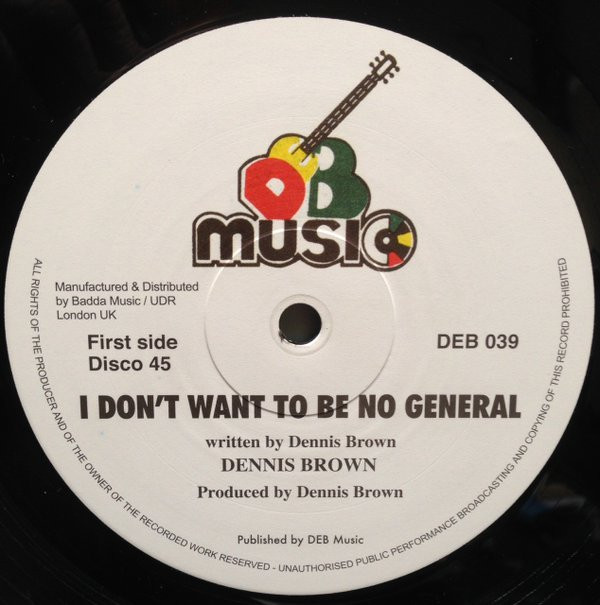 DEB
MUSIC
Manufactured & Distributed
by Badda Music / UDR
London UK
First side
Disco 45
DEB 039
I DON'T WANT TO BE NO GENERAL
written by Dennis Brown
DENNIS BROWN
Produced by Dennis Brown
Published by DEB Music
ALL RIGHTS OF THE PRODUCER AND OF THE OWNER OF THE RECORDED WORK RESERVED - UNAUTHORISED PUBLIC PERFORMANCE BROADCASTING AND COPYING OF THIS RECORD PROHIBITED